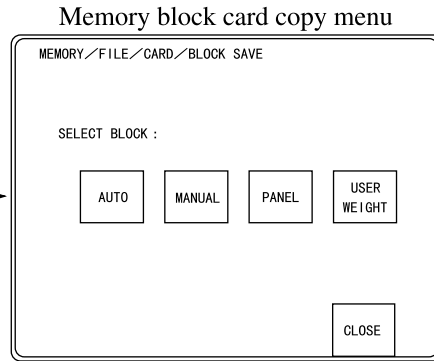 Memory block card copy menu
MEMORY／FILE／CARD／BLOCK SAVE
SELECT BLOCK :
AUTO
MANUAL
PANEL
USER
WEIGHT
CLOSE